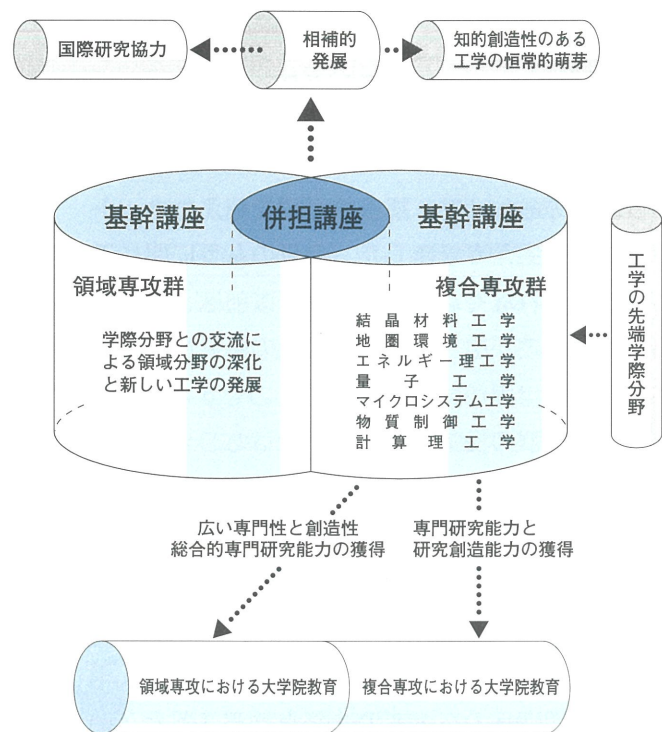 国際研究協力
相補的
発展
知的創造性のある
工学の恒常的萌芽
基幹講座
併担講座
基幹講座
領域専攻群
学際分野との交流に
よる領域分野の深化
と新しい工学の発展
複合専攻群
結晶材料工学
地圏環境工学
エネルギー理工学
量子工学
マイクロシステム工学
物質制御工学
計算理工学
工学の先端学際分野
広い専門性と創造性
総合的専門研究能力の獲得
専門研究能力と
研究創造能力の獲得
領域専攻における大学院教育
複合専攻における大学院教育